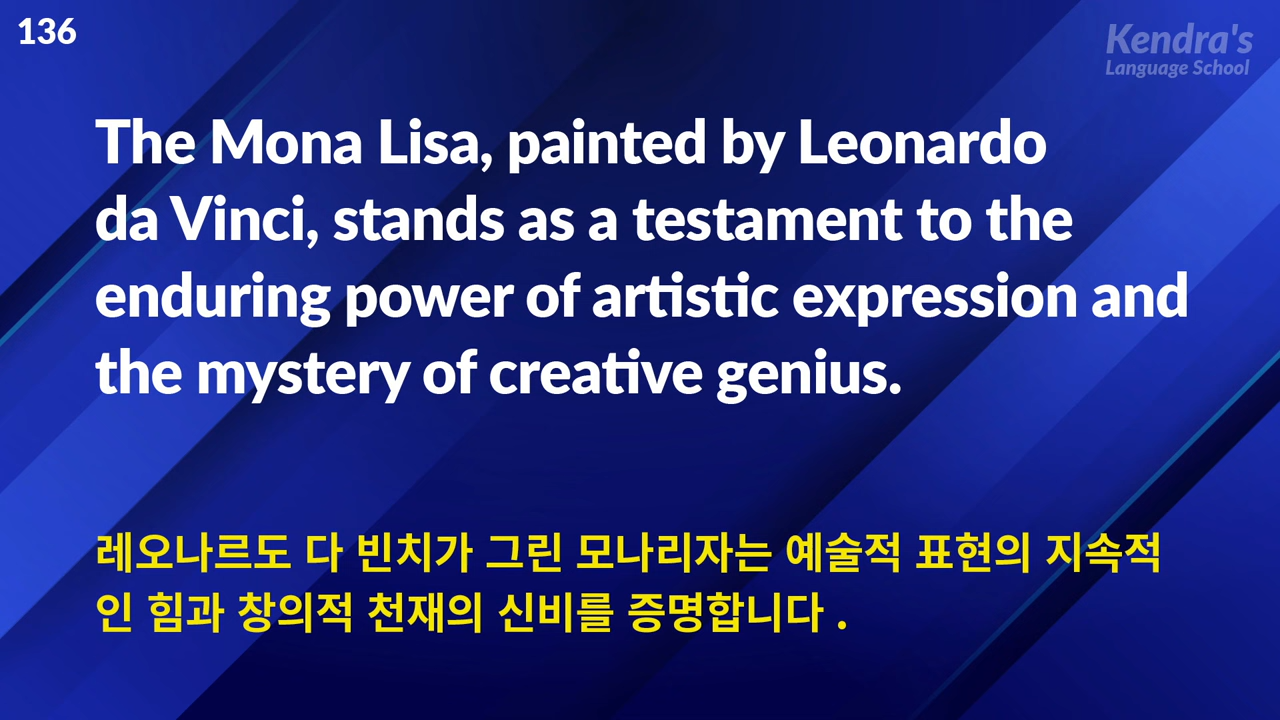 136
Kendra's
Language School
The Mona Lisa, painted by Leonardo
da Vinci, stands as a testament to the
enduring power of artistic expression and
the mystery of creative genius.
레오나르도 다 빈치가 그린 모나리자는 예술적 표현의 지속적
인 힘과 창의적 천재의 신비를 증명합니다 .